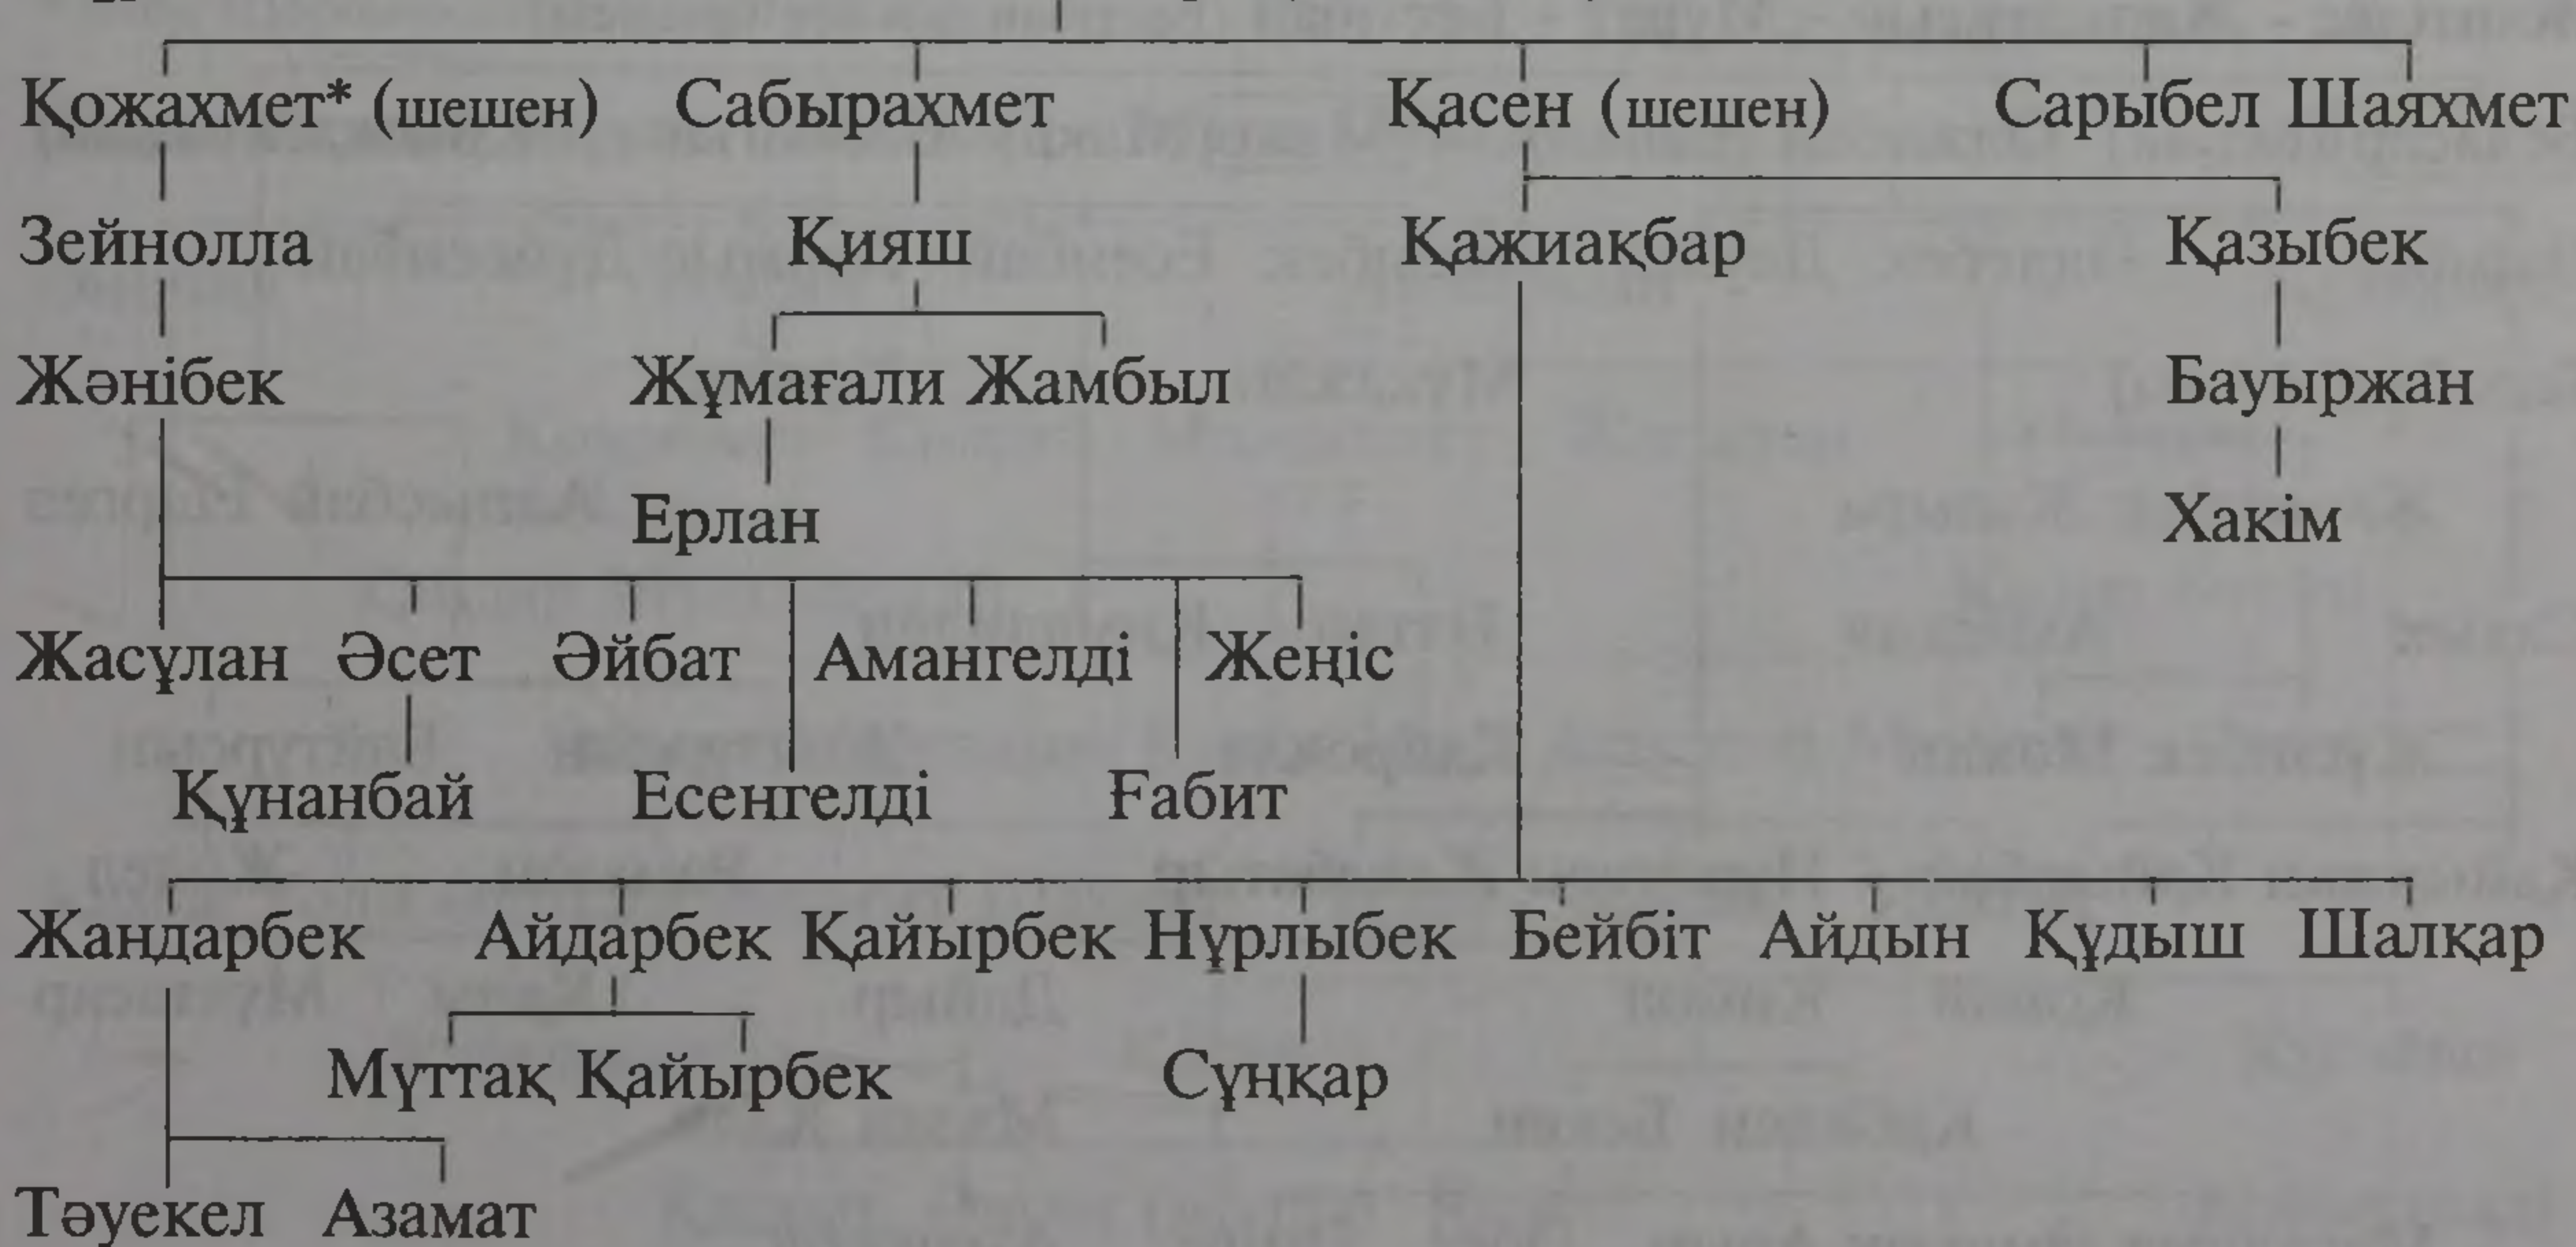 Қожахмет* (шешен) Сабырахмет Қасен (шешен) Сарыбел Шаяхмет
Зейнолла Қияш Қажиақбар Қазыбек
Жәнібек Жұмағали Жамбыл Бауыржан
Ерлан Хакім
Жасұлан Әсет Әйбат Амангелді Жеңіс
Құнанбай Есенгелді Ғабит
Жандарбек Айдарбек Қайырбек Нұрлыбек Бейбіт Айдын Құдыш Шалқар
Мұттақ Қайырбек Сұңқар
Тәуекел Азамат